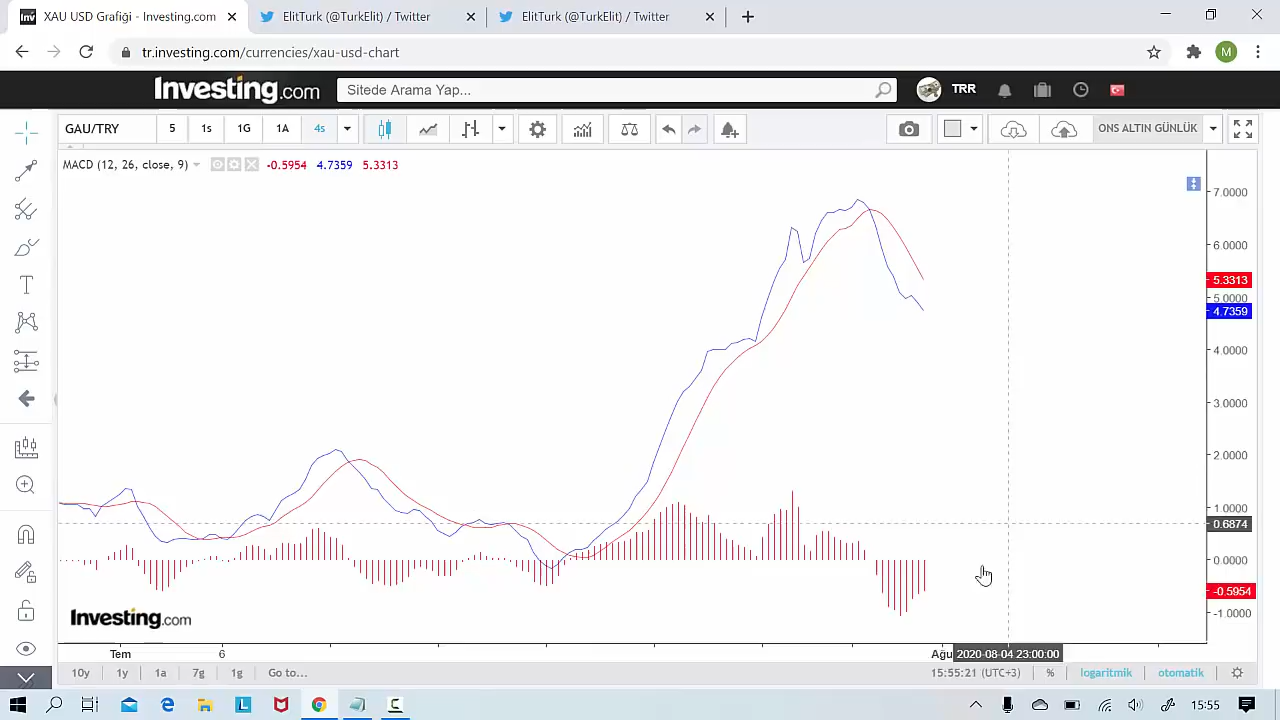 XAU USD Grafiği - Investing.com
ElitTurk (@TurkElit) / Twitter
ElitTurk (@TurkElit) / Twitter
tr.investing.com/currencies/xau-usd-chart
M
Investing.com
Sitede Arama Yap...
TRR
GAU/TRY
5
1s
1G
1A
4s
ONS ALTIN GÜNLÜK
MACD (12, 26, close, 9)
-0.5954
4.7359
5.3313
7.0000
6.0000
5.3313
5.0000
4.7359
4.0000
3.0000
2.0000
1.0000
0.6874
0.0000
-0.5954
-1.0000
Investing.com
Tem
6
Ağu
2020-08-04 23:00:00
10y
1y
1a
7g
1g
Go to...
15:55:21 (UTC+3)
%
logaritmik
otomatik
15:55